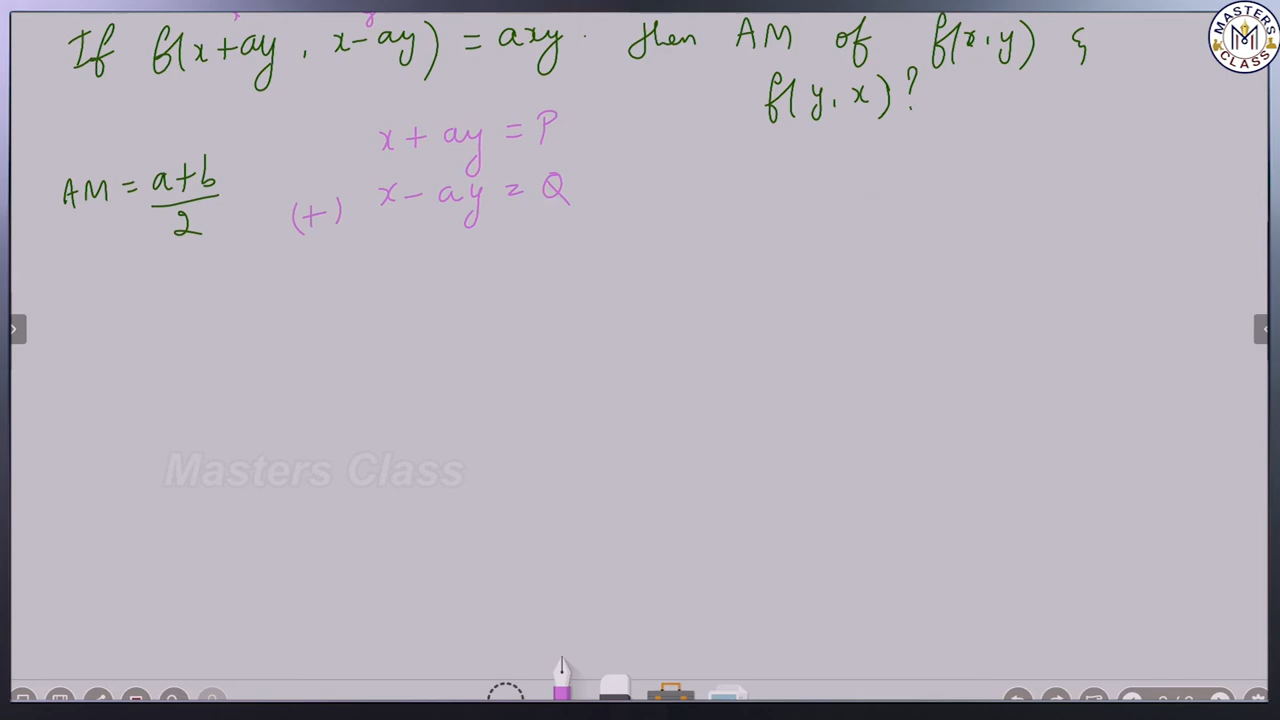 x y
If f(x+ay, x-ay) = axy. then AM of f(x,y) &
f(y,x)?
x + ay = P
AM = a+b/2
(+) x - ay = Q
Masters Class
MASTERS CLASS